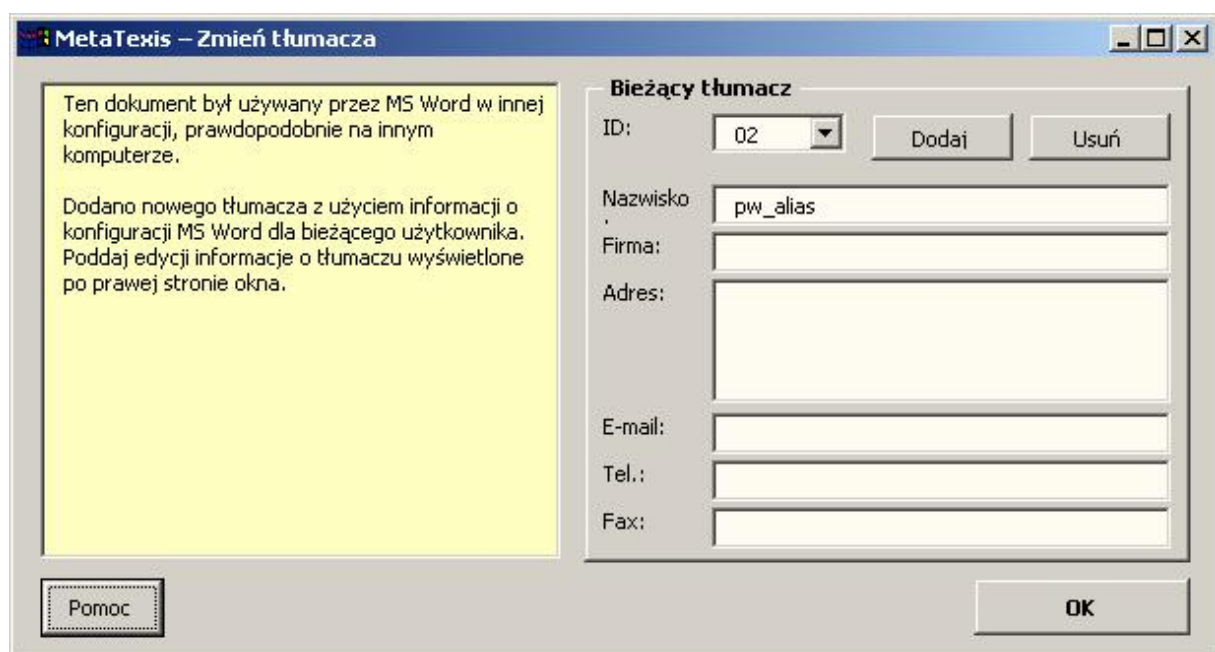 MetaTexis – Zmień tłumacza
Ten dokument był używany przez MS Word w innej
konfiguracji, prawdopodobnie na innym
komputerze.
Dodano nowego tłumacza z użyciem informacji o
konfiguracji MS Word dla bieżącego użytkownika.
Poddaj edycji informacje o tłumaczu wyświetlone
po prawej stronie okna.
Bieżący tłumacz
ID: 02 Dodaj Usuń
Nazwisko pw_alias
Firma:
Adres:
E-mail:
Tel.:
Fax:
Pomoc OK